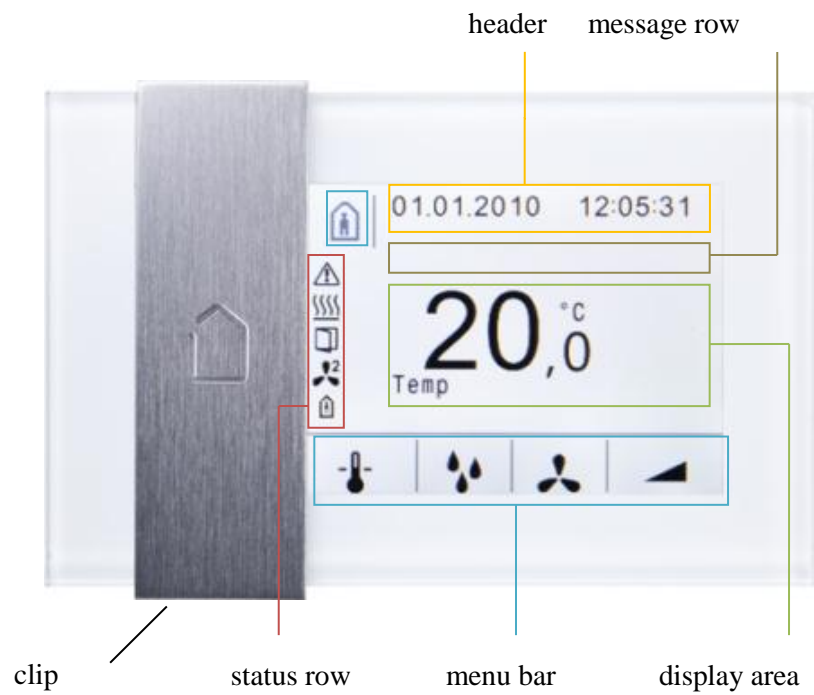 header message row
01.01.2010 12:05:31
20,0 °C
Temp
2
clip status row menu bar display area